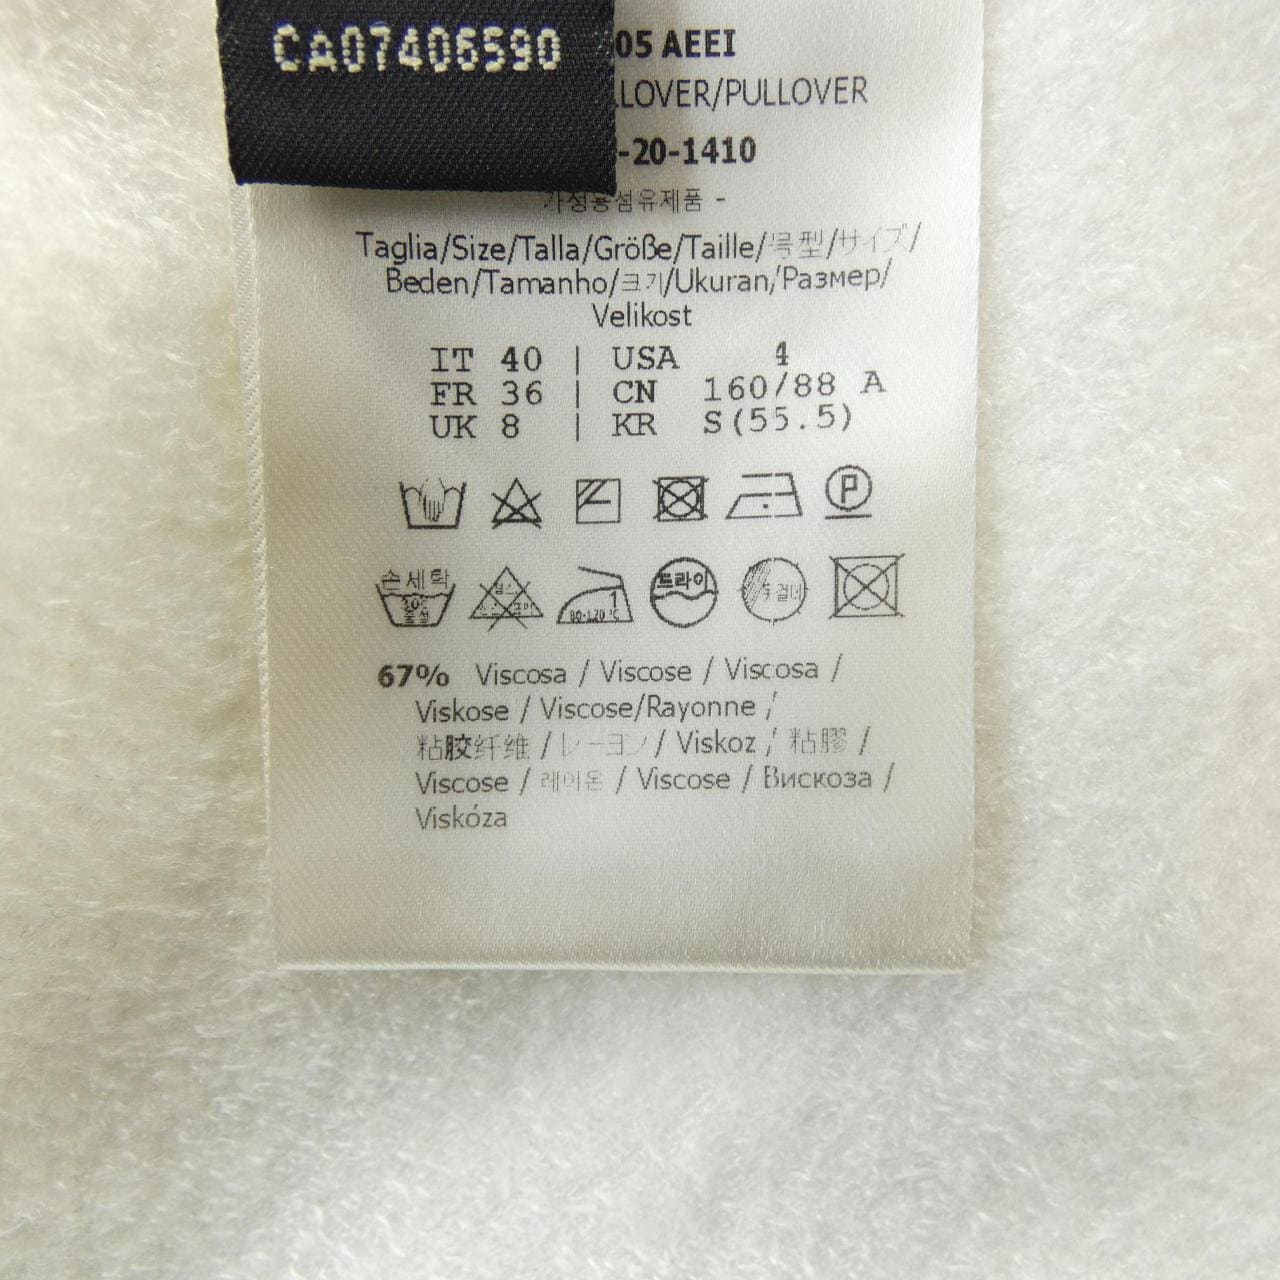 CA07406590
05 AEEI
LLOVER/PULLOVER
-20-1410
가정용섬유제품 -
Taglia/Size/Talla/Größe/Taille/号型/サイズ/
Beden/Tamanho/크기/Ukuran/Размер/
Velikost
IT 40 | USA 4
FR 36 | CN 160/88 A
UK 8 | KR S(55.5)
P
손세탁 드라이
80-120°C 1
67% Viscosa / Viscose / Viscosa /
Viskose / Viscose/Rayonne /
粘胶纤维 / レーヨン / Viskoz / 粘膠 /
Viscose / 레이온 / Viscose / Вискоза /
Viskóza